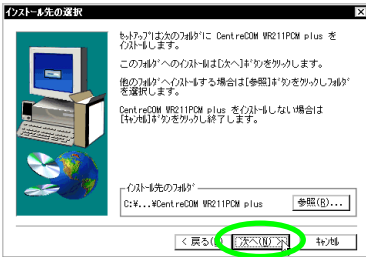 インストール先の選択
ｾｯﾄｱｯﾌﾟは次のﾌｫﾙﾀﾞに CentreCOM WR211PCM plus を
ｲﾝｽﾄｰﾙします。
このﾌｫﾙﾀﾞへのｲﾝｽﾄｰﾙは[次へ]ﾎﾞﾀﾝをｸﾘｯｸします。
他のﾌｫﾙﾀﾞへｲﾝｽﾄｰﾙする場合は[参照]ﾎﾞﾀﾝをｸﾘｯｸしﾌｫﾙﾀﾞ
を選択します。
CentreCOM WR211PCM plus をｲﾝｽﾄｰﾙしない場合は
[ｷｬﾝｾﾙ]ﾎﾞﾀﾝをｸﾘｯｸし終了します。
ｲﾝｽﾄｰﾙ先のﾌｫﾙﾀﾞ
C:¥...¥CentreCOM WR211PCM plus
参照(R)...
< 戻る
次へ(N) >
ｷｬﾝｾﾙ